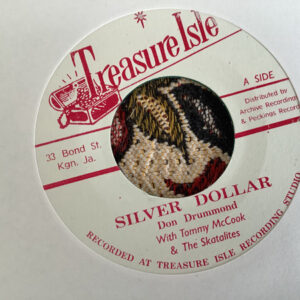 Treasure Isle
A SIDE
Distributed by
Archive Recordings
& Peckings Records
33 Bond St.
Kgn. Ja.
SILVER DOLLAR
Don Drummond
With Tommy McCook
& The Skatalites
RECORDED AT TREASURE ISLE RECORDING STUDIO